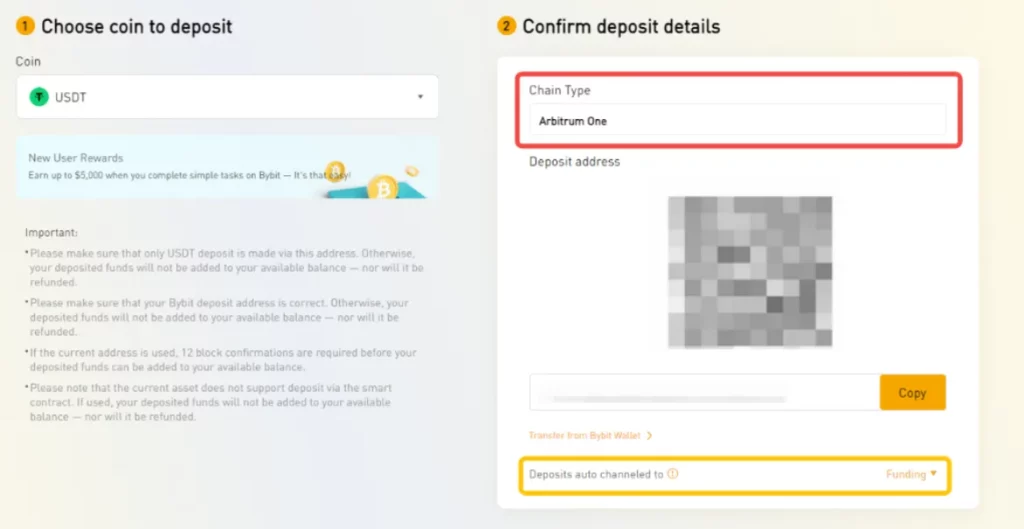 1 Choose coin to deposit
Coin
USDT
New User Rewards
Earn up to $5,000 when you complete simple tasks on Bybit — It's that easy!
Important:
•Please make sure that only USDT deposit is made via this address. Otherwise,
your deposited funds will not be added to your available balance — nor will it be
refunded.
•Please make sure that your Bybit deposit address is correct. Otherwise, your
deposited funds will not be added to your available balance — nor will it be
refunded.
•If the current address is used, 12 block confirmations are required before your
deposited funds can be added to your available balance.
•Please note that the current asset does not support deposit via the smart
contract. If used, your deposited funds will not be added to your available
balance — nor will it be refunded.
2 Confirm deposit details
Chain Type
Arbitrum One
Deposit address
Copy
Transfer from Bybit Wallet >
Deposits auto channeled to
Funding